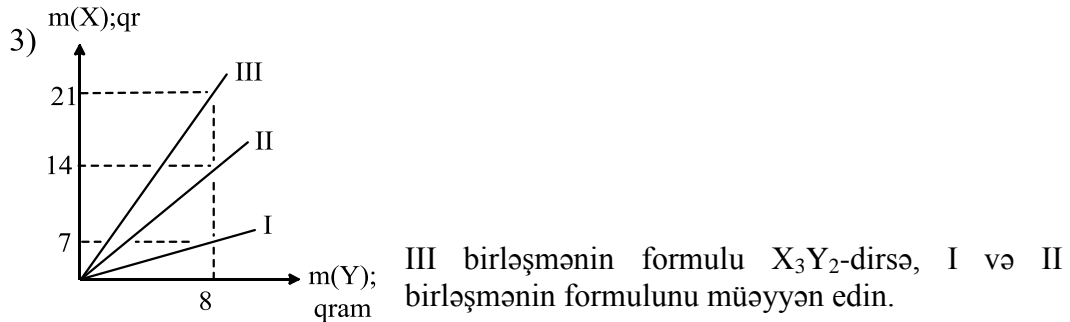 m(X);qr
3)
III
21
II
14
I
7
m(Y);
qram
8
III birləşmənin formulu X₃Y₂-dirsə, I və II
birləşmənin formulunu müəyyən edin.